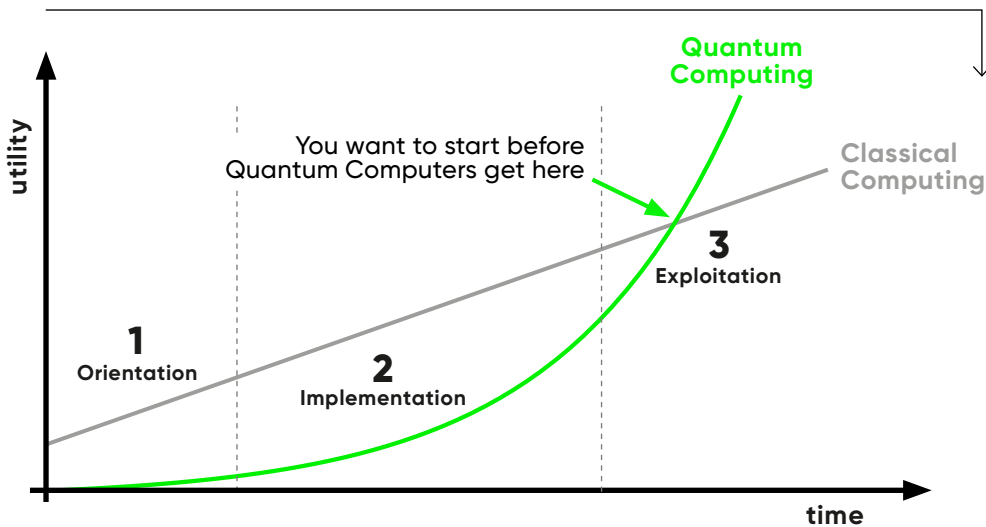 Quantum
Computing
You want to start before
Quantum Computers get here
Classical
Computing
utility
3
Exploitation
1
Orientation
2
Implementation
time